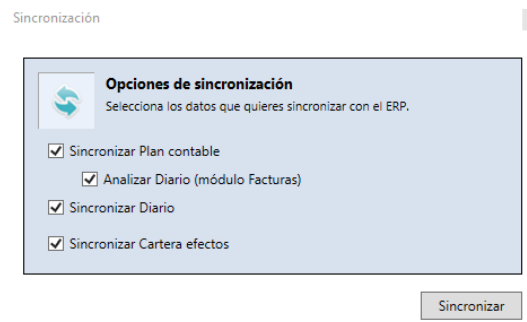 Sincronización
Opciones de sincronización
Selecciona los datos que quieres sincronizar con el ERP.
Sincronizar Plan contable
Analizar Diario (módulo Facturas)
Sincronizar Diario
Sincronizar Cartera efectos
Sincronizar